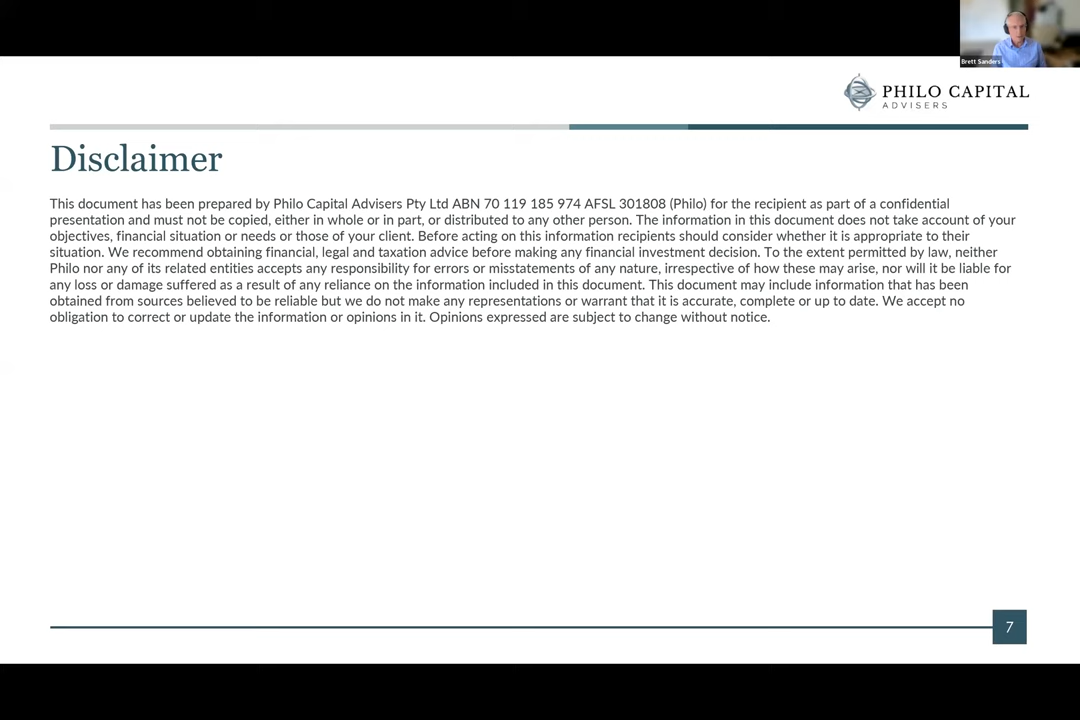 Brett Sanders
PHILO CAPITAL
ADVISERS
Disclaimer
This document has been prepared by Philo Capital Advisers Pty Ltd ABN 70 119 185 974 AFSL 301808 (Philo) for the recipient as part of a confidential
presentation and must not be copied, either in whole or in part, or distributed to any other person. The information in this document does not take account of your
objectives, financial situation or needs or those of your client. Before acting on this information recipients should consider whether it is appropriate to their
situation. We recommend obtaining financial, legal and taxation advice before making any financial investment decision. To the extent permitted by law, neither
Philo nor any of its related entities accepts any responsibility for errors or misstatements of any nature, irrespective of how these may arise, nor will it be liable for
any loss or damage suffered as a result of any reliance on the information included in this document. This document may include information that has been
obtained from sources believed to be reliable but we do not make any representations or warrant that it is accurate, complete or up to date. We accept no
obligation to correct or update the information or opinions in it. Opinions expressed are subject to change without notice.
7